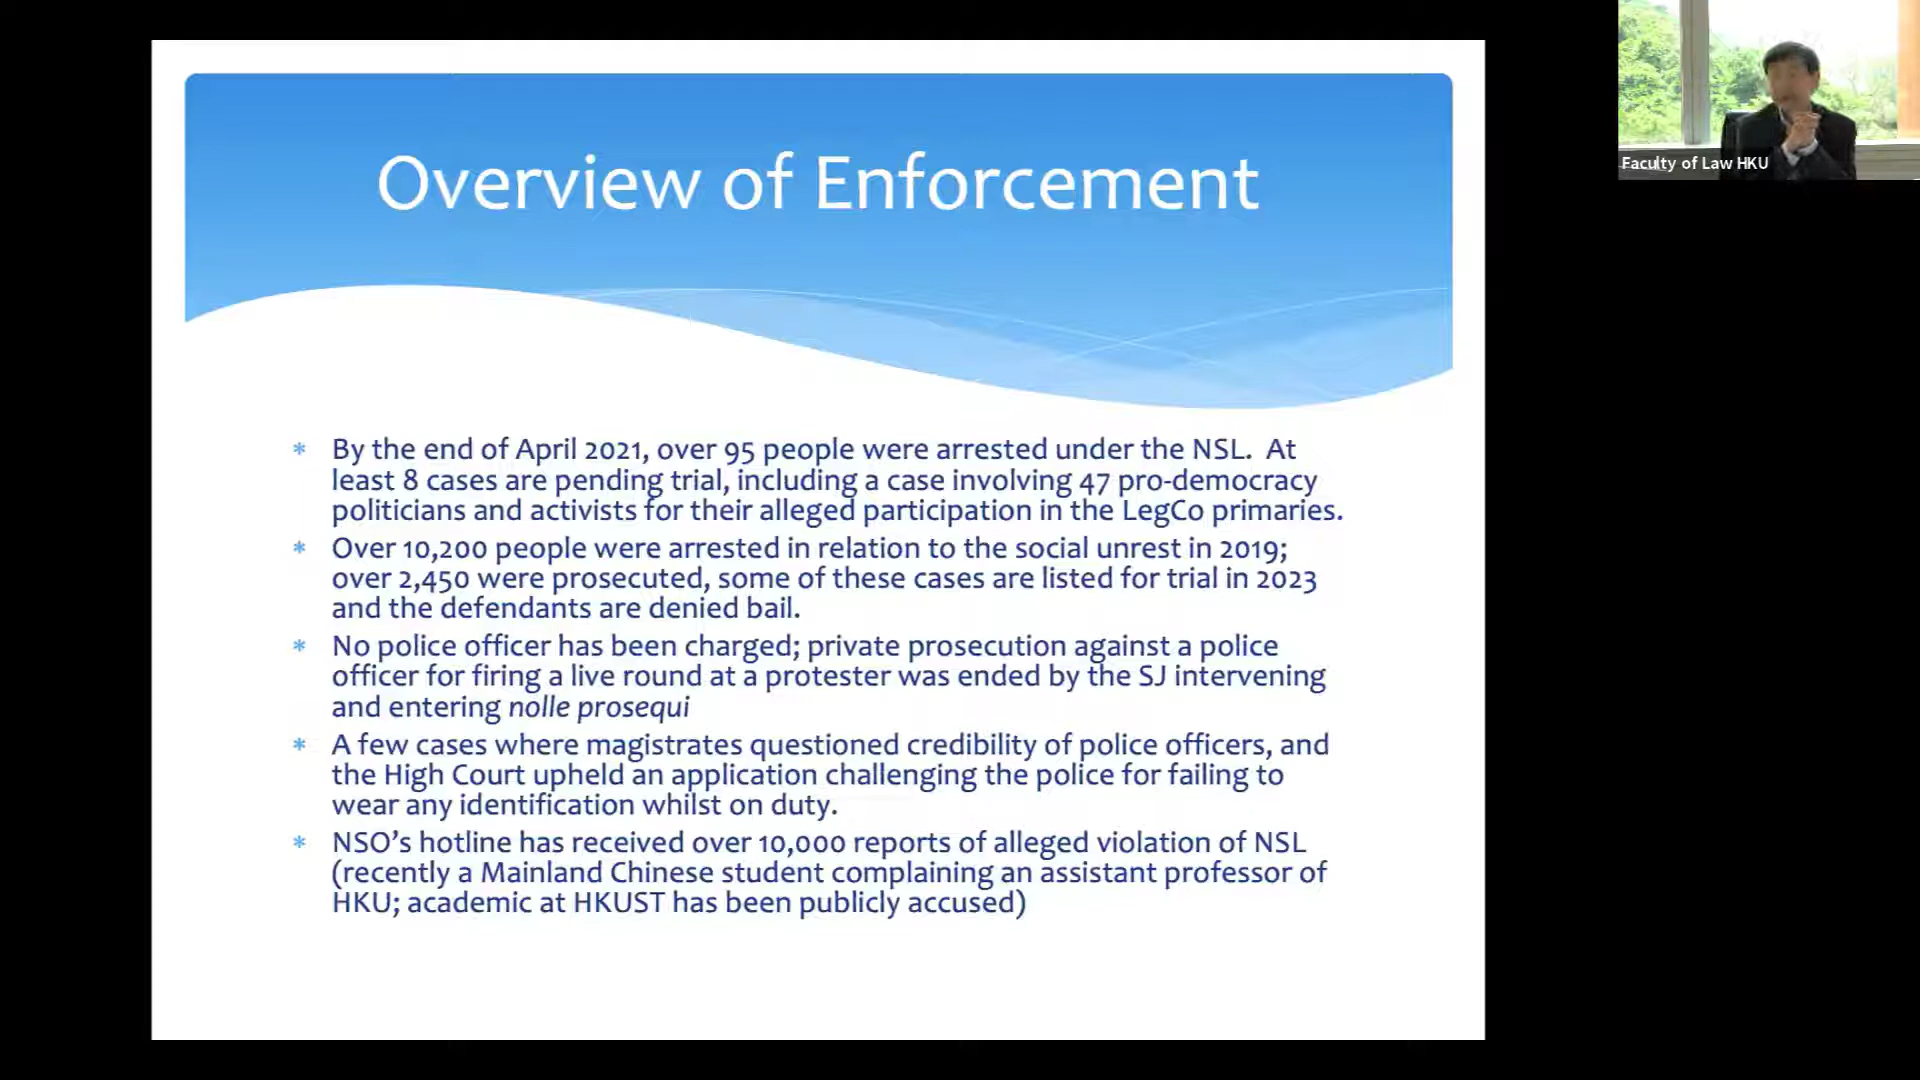 Overview of Enforcement
Faculty of Law HKU
* By the end of April 2021, over 95 people were arrested under the NSL.  At
least 8 cases are pending trial, including a case involving 47 pro-democracy
politicians and activists for their alleged participation in the LegCo primaries.
* Over 10,200 people were arrested in relation to the social unrest in 2019;
over 2,450 were prosecuted, some of these cases are listed for trial in 2023
and the defendants are denied bail.
* No police officer has been charged; private prosecution against a police
officer for firing a live round at a protester was ended by the SJ intervening
and entering nolle prosequi
* A few cases where magistrates questioned credibility of police officers, and
the High Court upheld an application challenging the police for failing to
wear any identification whilst on duty.
* NSO’s hotline has received over 10,000 reports of alleged violation of NSL
(recently a Mainland Chinese student complaining an assistant professor of
HKU; academic at HKUST has been publicly accused)